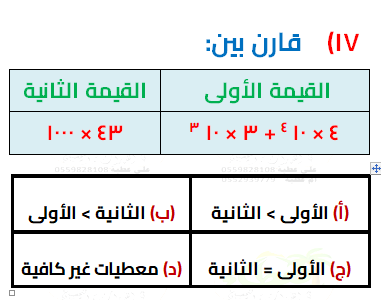 ١٧) قارن بين:
القيمة الأولى القيمة الثانية
٤ × ١٠ ٤ + ٣ × ١٠ ٣ ٤٣ × ١٠٠٠
(أ) الأولى > الثانية (ب) الثانية > الأولى
(ج) الأولى = الثانية (د) معطيات غير كافية